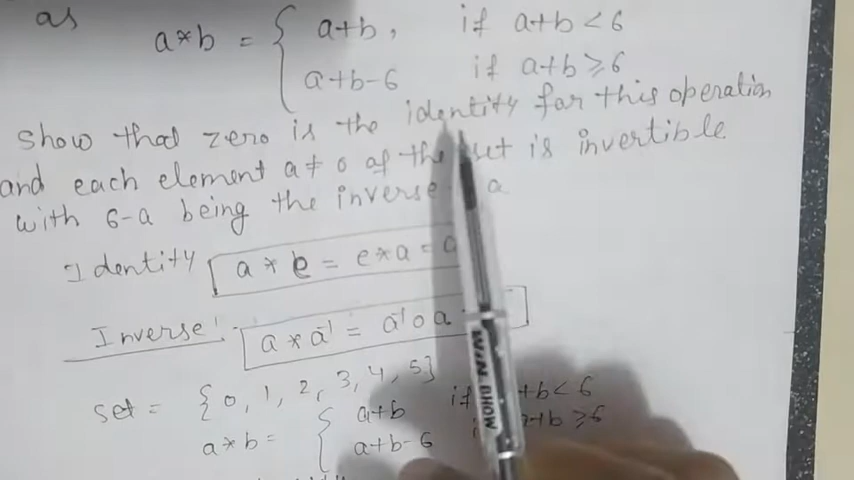 as
a*b = { a+b, if a+b < 6
a+b-6 if a+b ≥ 6
show that zero is the identity for this operation
and each element a ≠ 0 of the set is invertible
with 6-a being the inverse a
Identity a * e = e * a = a
Inverse: a * a⁻¹ = a⁻¹ o a
set = {0, 1, 2, 3, 4, 5}
a*b = { a+b if +b < 6
a+b-6 +b ≥ 6
WIN BHOW